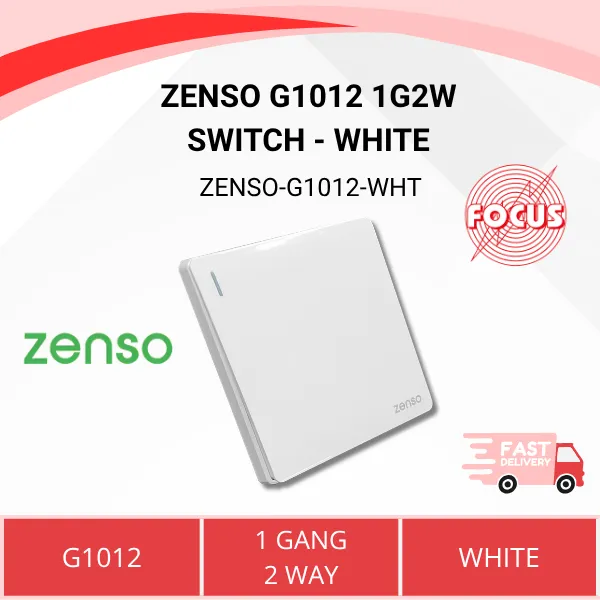 ZENSO G1012 1G2W
SWITCH - WHITE
ZENSO-G1012-WHT
FOCUS
zenso
zenso
FAST
DELIVERY
G1012
1 GANG
2 WAY
WHITE